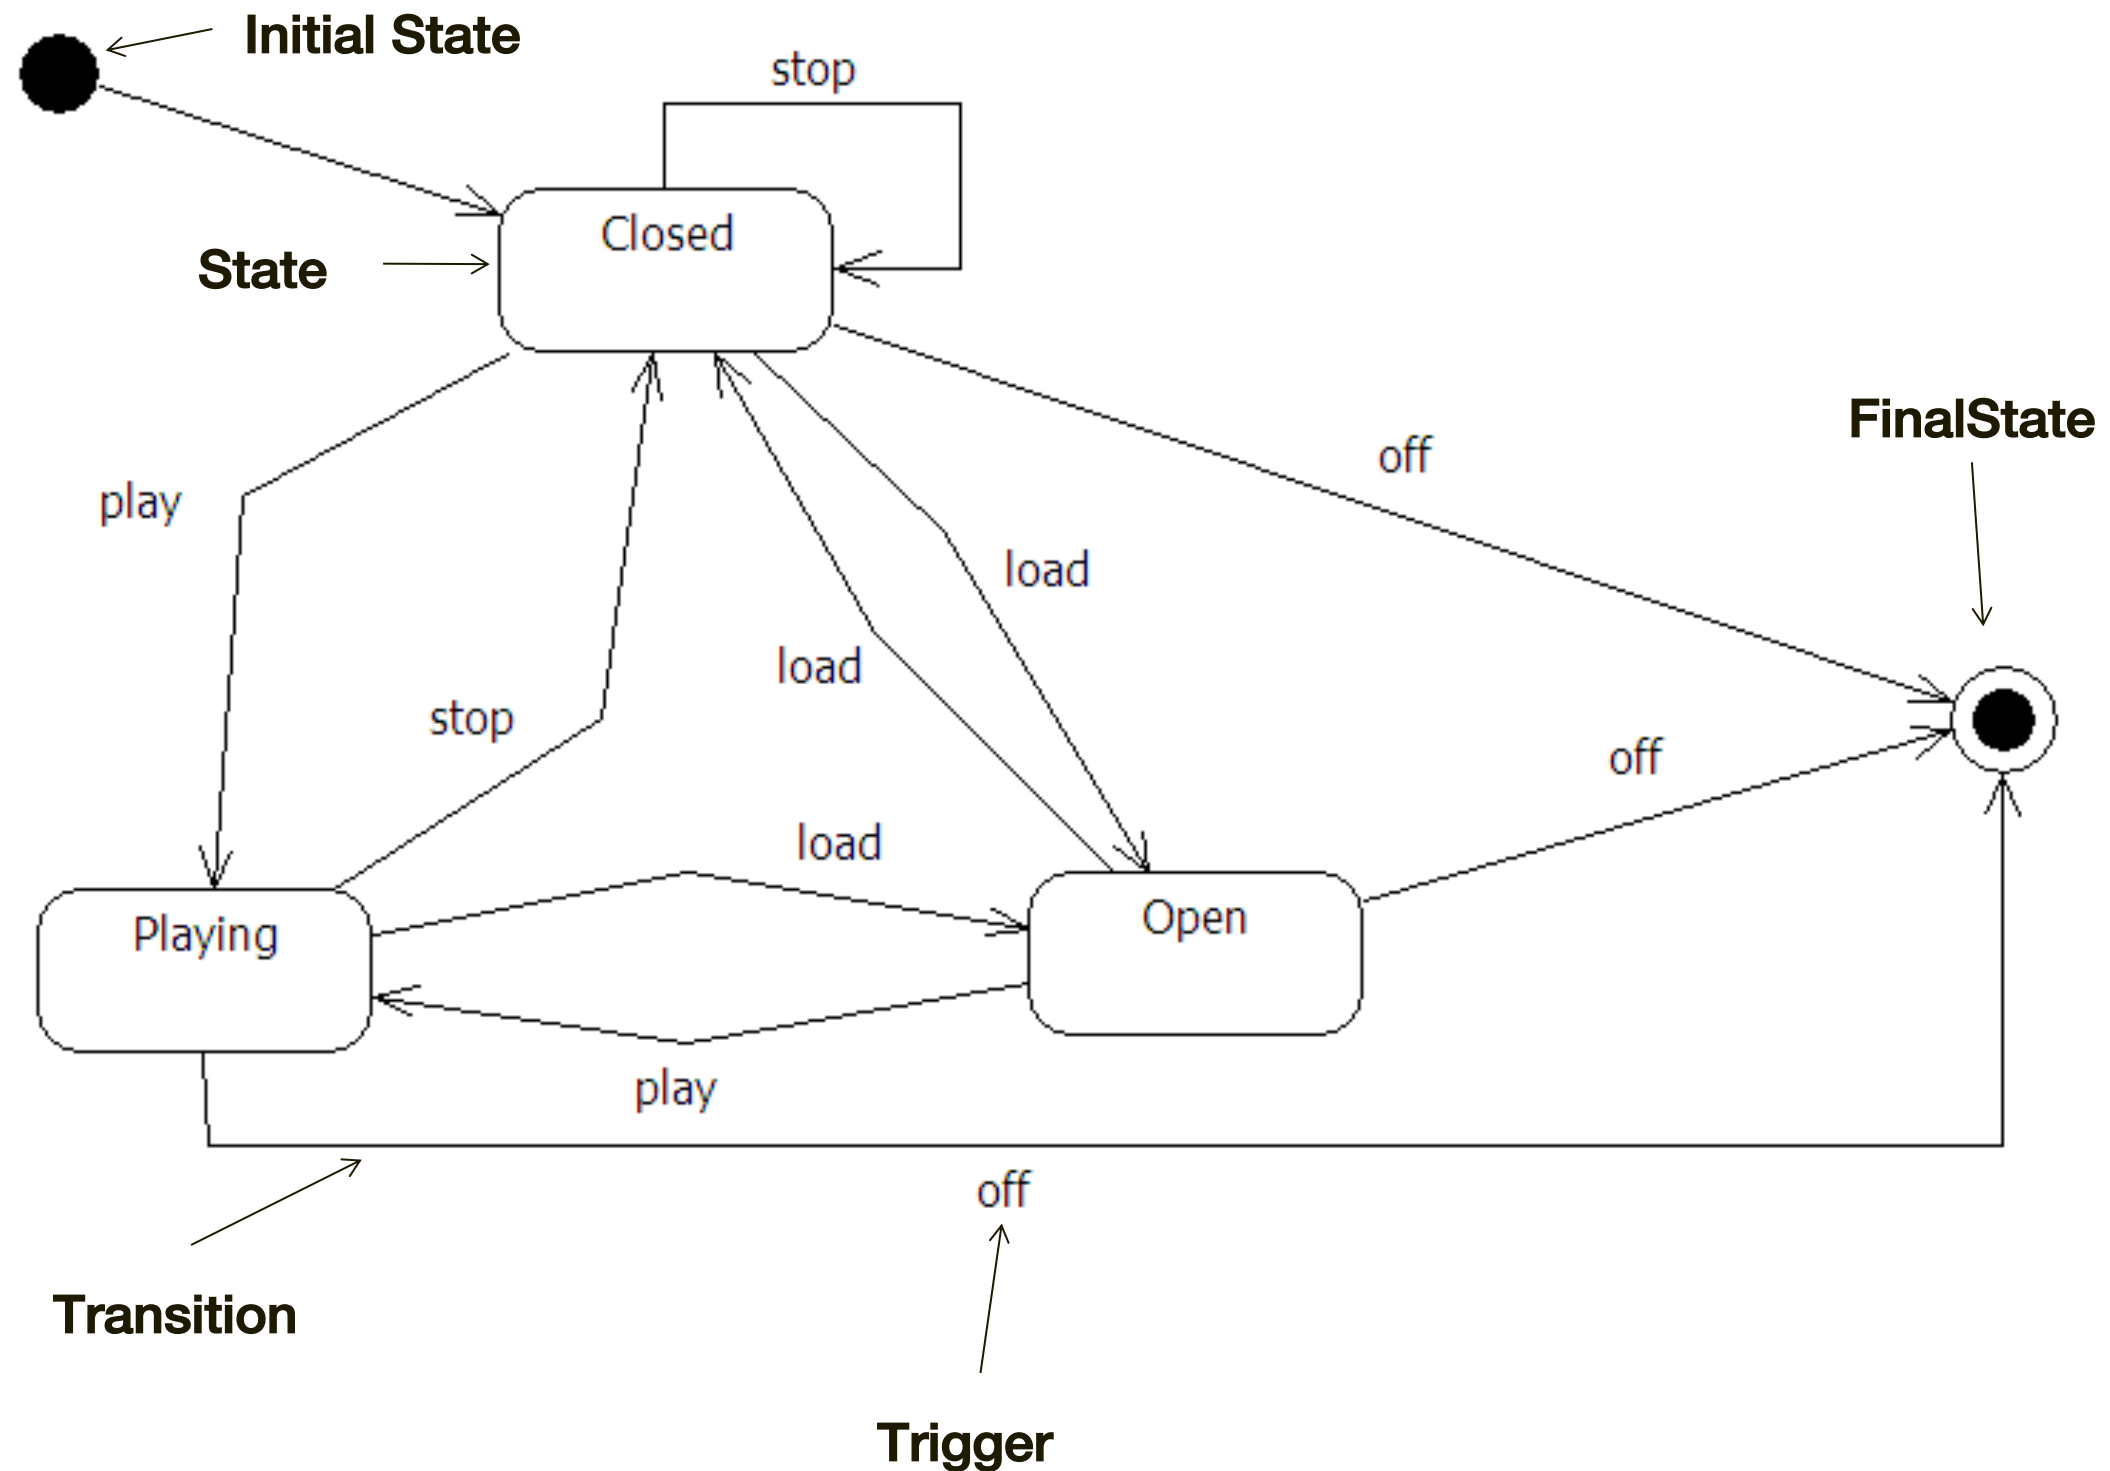 Initial State
stop
Closed
State
FinalState
off
play
load
load
stop
off
load
Open
Playing
play
off
Transition
Trigger